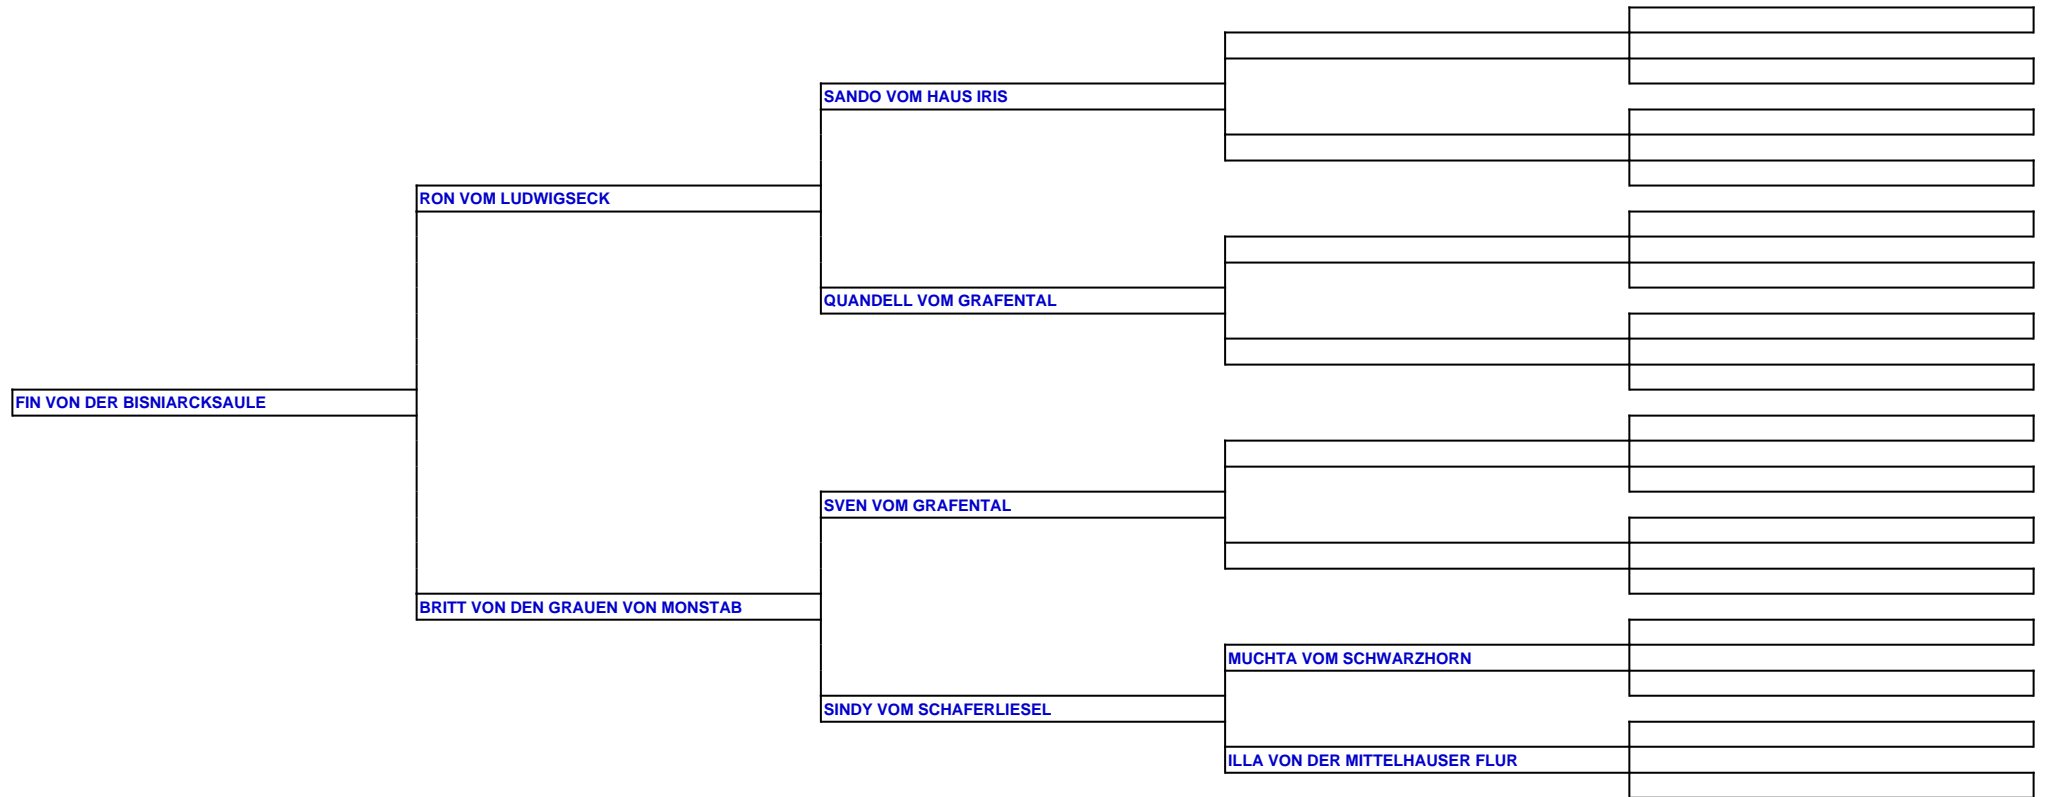 SANDO VOM HAUS IRIS
RON VOM LUDWIGSECK
QUANDELL VOM GRAFENTAL
FIN VON DER BISNIARCKSAULE
SVEN VOM GRAFENTAL
BRITT VON DEN GRAUEN VON MONSTAB
MUCHTA VOM SCHWARZHORN
SINDY VOM SCHAFERLIESEL
ILLA VON DER MITTELHAUSER FLUR